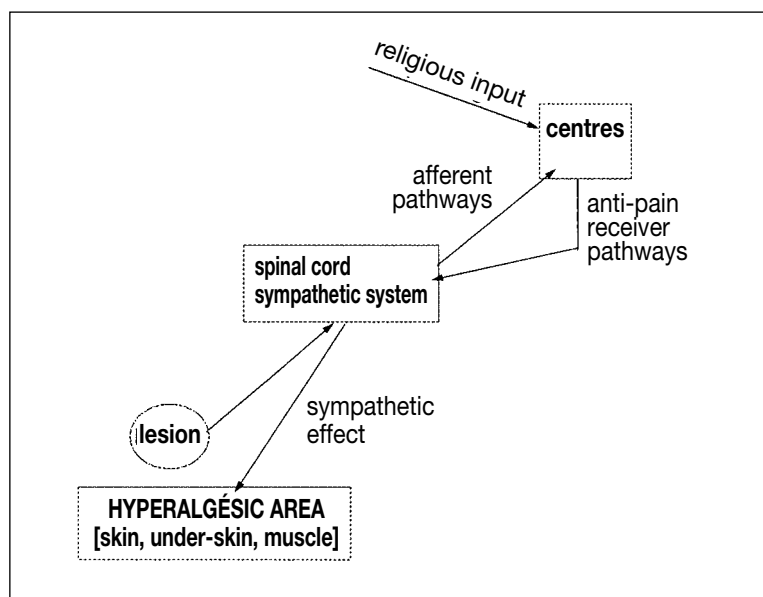 religious input
centres
afferent
pathways
anti-pain
receiver
pathways
spinal cord
sympathetic system
lesion
sympathetic
effect
HYPERALGÉSIC AREA
[skin, under-skin, muscle]